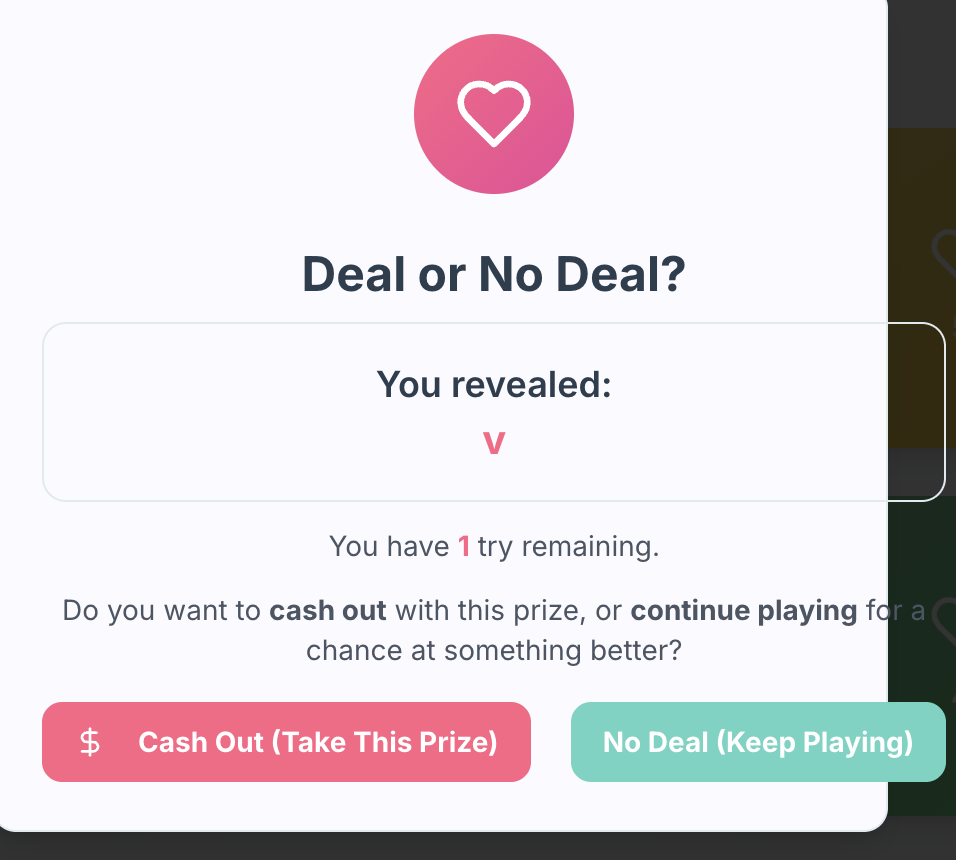 Deal or No Deal?
You revealed:
v
You have 1 try remaining.
Do you want to cash out with this prize, or continue playing for a
chance at something better?
Cash Out (Take This Prize)
No Deal (Keep Playing)